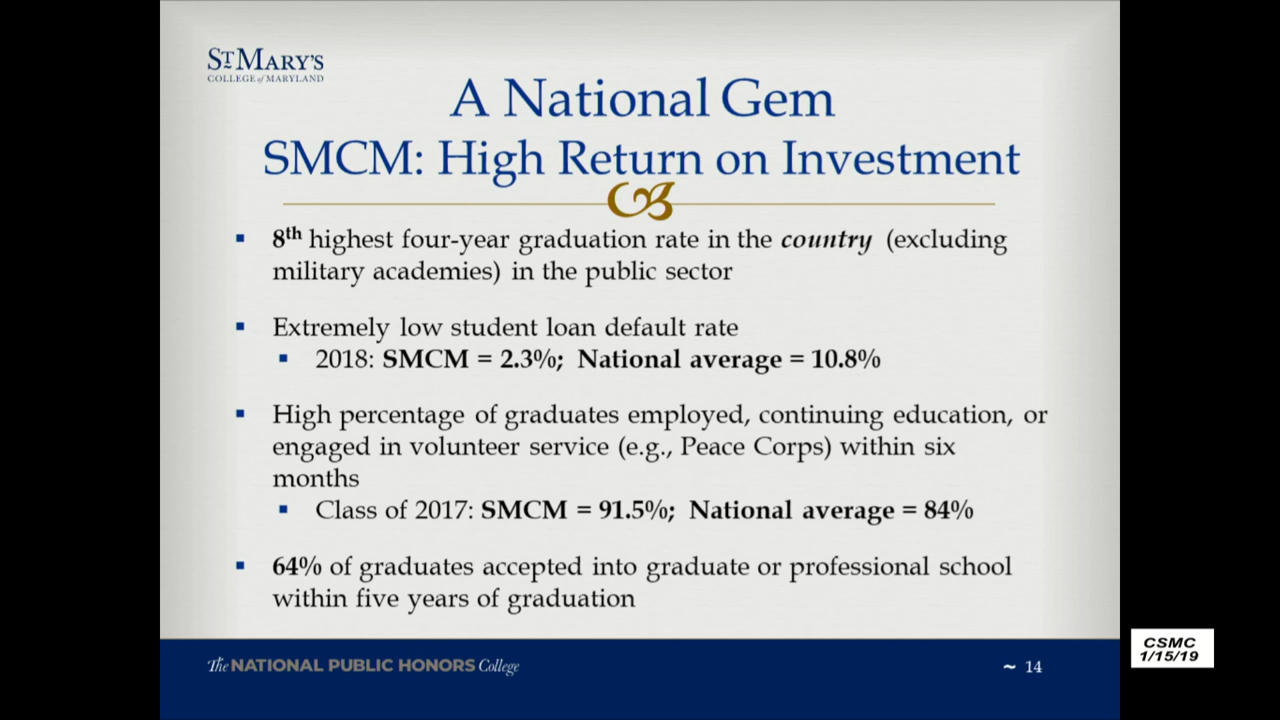 ST MARY'S
COLLEGE of MARYLAND
A National Gem
SMCM: High Return on Investment
8th highest four-year graduation rate in the country (excluding
military academies) in the public sector
Extremely low student loan default rate
2018: SMCM = 2.3%; National average = 10.8%
High percentage of graduates employed, continuing education, or
engaged in volunteer service (e.g., Peace Corps) within six
months
Class of 2017: SMCM = 91.5%; National average = 84%
64% of graduates accepted into graduate or professional school
within five years of graduation
The NATIONAL PUBLIC HONORS College
~ 14
CSMC
1/15/19